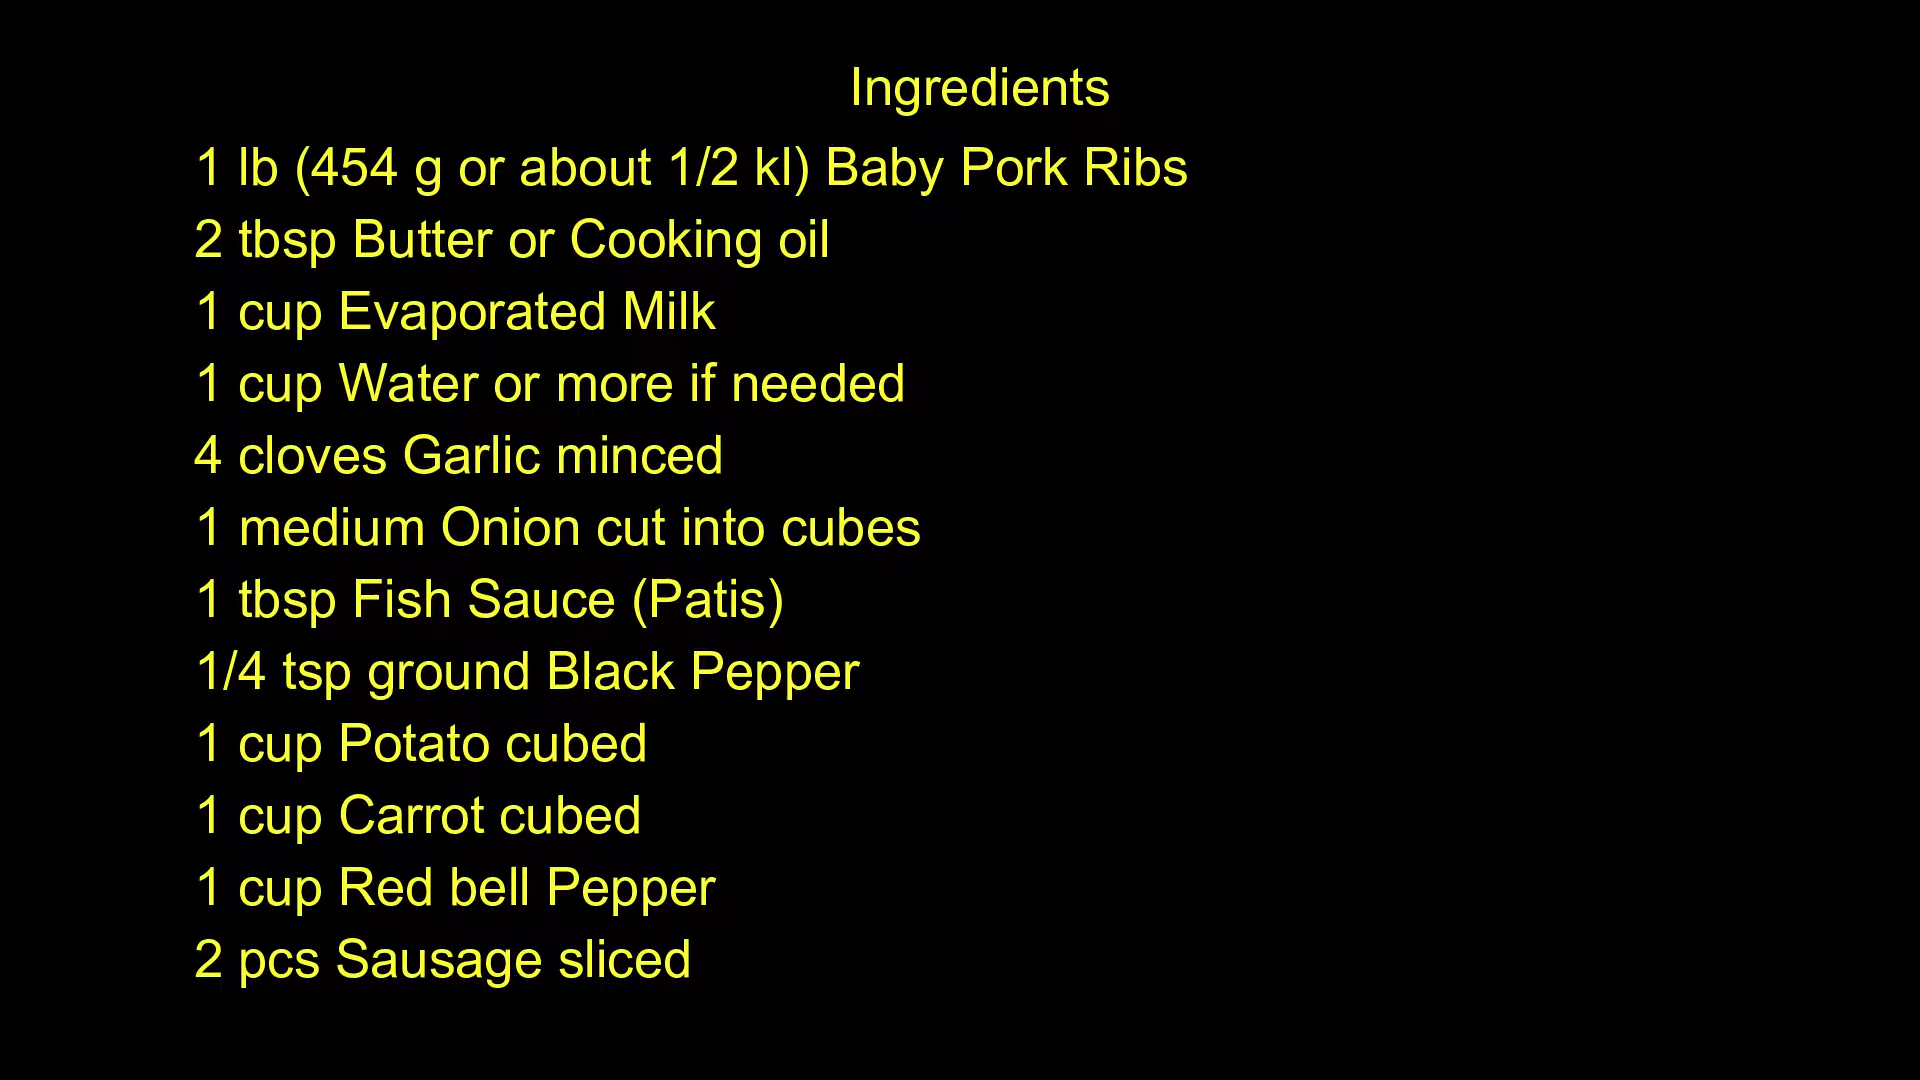 Ingredients
1 lb (454 g or about 1/2 kl) Baby Pork Ribs
2 tbsp Butter or Cooking oil
1 cup Evaporated Milk
1 cup Water or more if needed
4 cloves Garlic minced
1 medium Onion cut into cubes
1 tbsp Fish Sauce (Patis)
1/4 tsp ground Black Pepper
1 cup Potato cubed
1 cup Carrot cubed
1 cup Red bell Pepper
2 pcs Sausage sliced